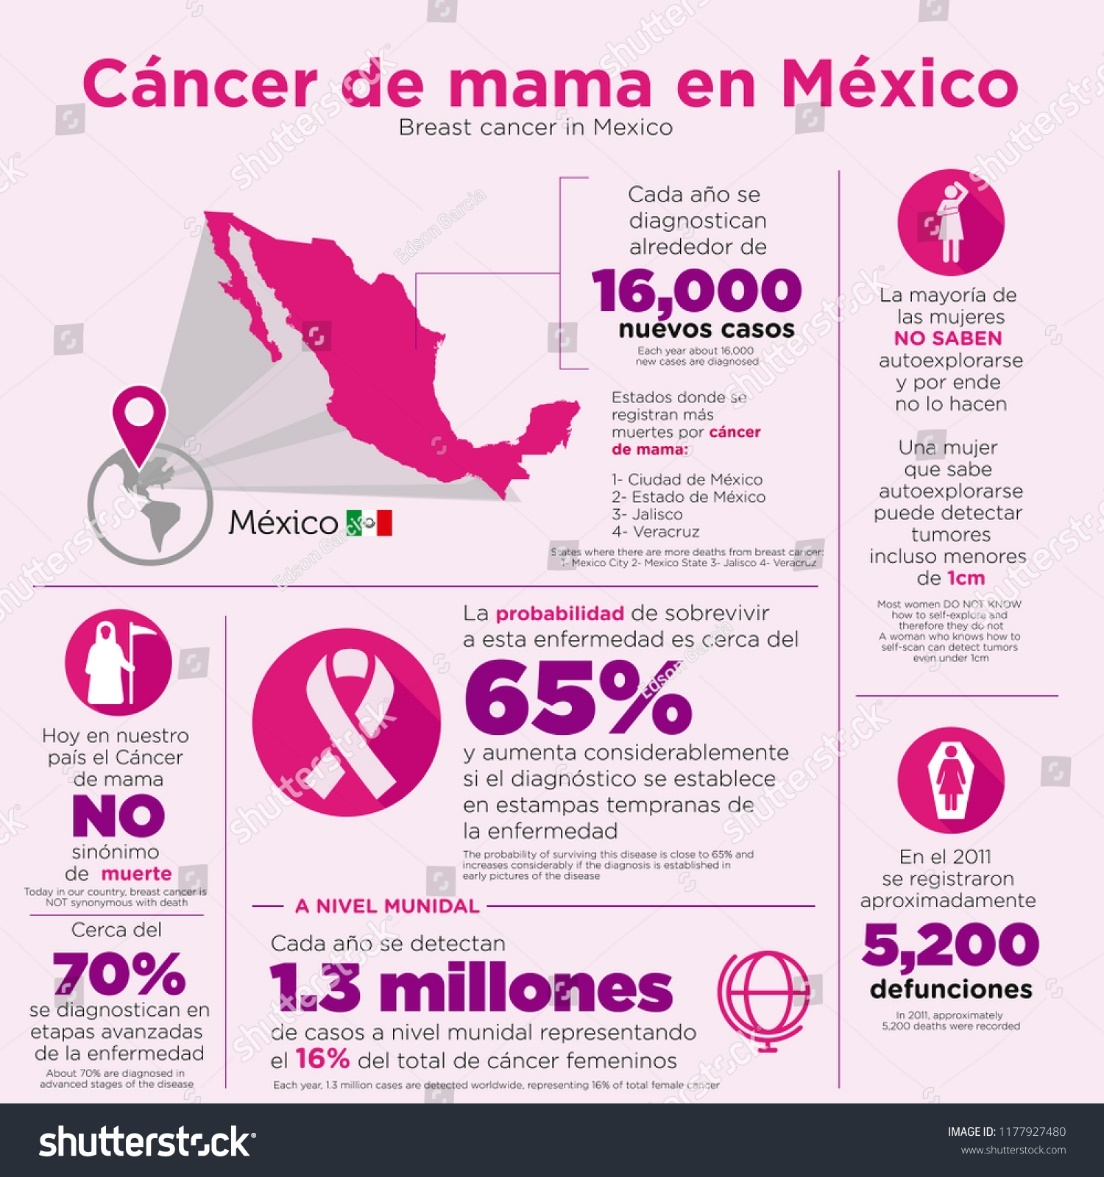 Cáncer de mama en México
Breast cancer in Mexico
Cada año se
diagnostican
alrededor de
16,000
nuevos casos
Each year about 16,000
new cases are diagnosed
Estados donde se
registran más
muertes por cáncer
de mama:
1- Ciudad de México
2- Estado de México
3- Jalisco
4- Veracruz
States where there are more deaths from breast cancer:
1- Mexico City 2- Mexico State 3- Jalisco 4- Veracruz
México
La mayoría de
las mujeres
NO SABEN
autoexplorarse
y por ende
no lo hacen
Una mujer
que sabe
autoexplorarse
puede detectar
tumores
incluso menores
de 1cm
Most women DO NOT KNOW
how to self-explore and
therefore they do not
A woman who knows how to
self-scan can detect tumors
even under 1cm
Hoy en nuestro
país el Cáncer
de mama
NO
sinónimo
de muerte
Today in our country, breast cancer is
NOT synonymous with death
Cerca del
70%
se diagnostican en
etapas avanzadas
de la enfermedad
About 70% are diagnosed in
advanced stages of the disease
La probabilidad de sobrevivir
a esta enfermedad es cerca del
65%
y aumenta considerablemente
si el diagnóstico se establece
en estampas tempranas de
la enfermedad
The probability of surviving this disease is close to 65% and
increases considerably if the diagnosis is established in
early pictures of the disease
A NIVEL MUNIDAL
Cada año se detectan
1.3 millones
de casos a nivel munidal representando
el 16% del total de cáncer femeninos
Each year, 1.3 million cases are detected worldwide, representing 16% of total female cancer
En el 2011
se registraron
aproximadamente
5,200
defunciones
In 2011, approximately
5,200 deaths were recorded
shutterstock
Edson Garcia
shutterstock
IMAGE ID: 1177927480
www.shutterstock.com